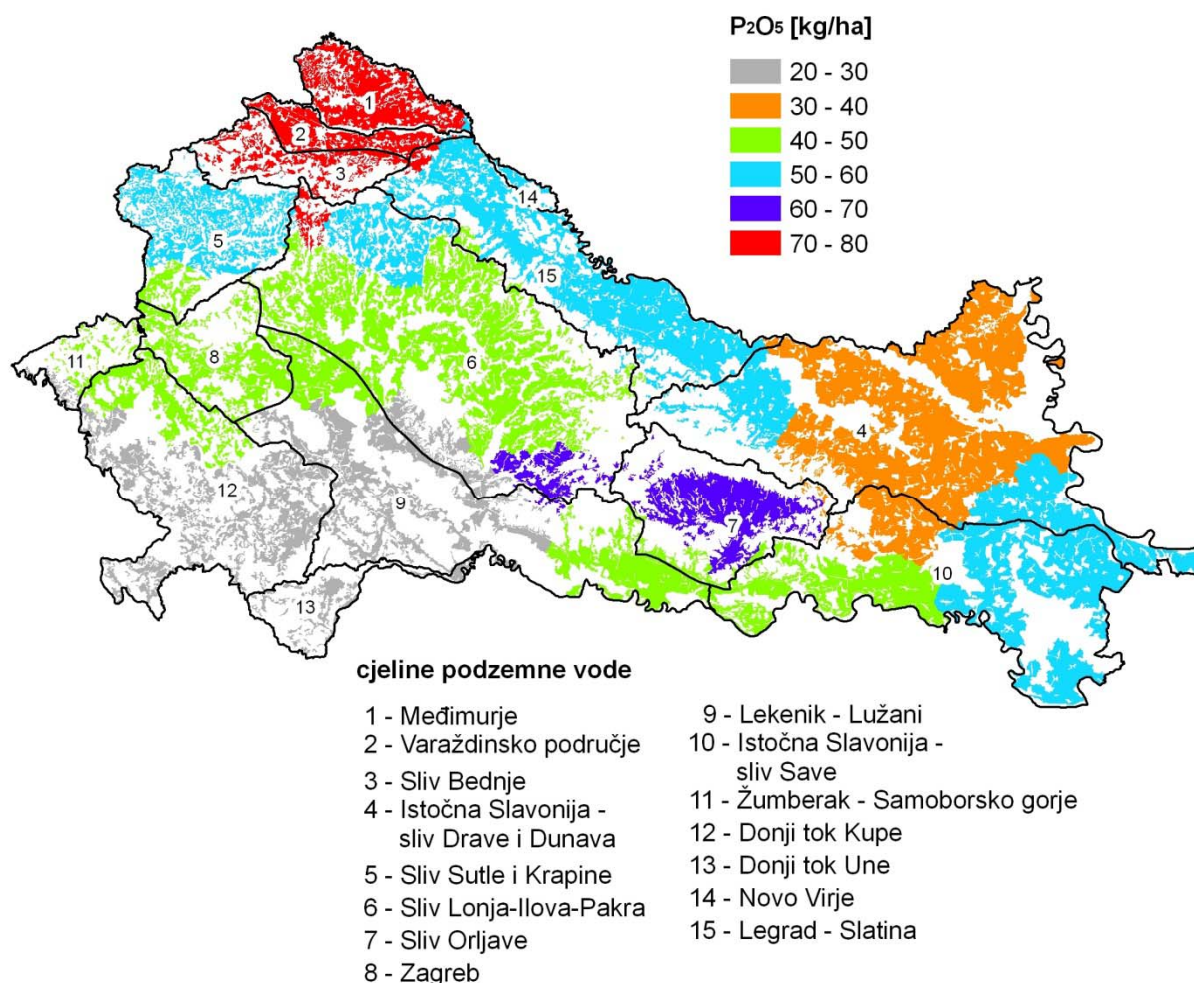 P₂O₅ [kg/ha]
20 - 30
30 - 40
40 - 50
50 - 60
60 - 70
70 - 80
1
2
3
14
5
15
11
8
6
4
12
9
7
10
13
cjeline podzemne vode
1 - Međimurje
2 - Varaždinsko područje
3 - Sliv Bednje
4 - Istočna Slavonija -
sliv Drave i Dunava
5 - Sliv Sutle i Krapine
6 - Sliv Lonja-Ilova-Pakra
7 - Sliv Orljave
8 - Zagreb
9 - Lekenik - Lužani
10 - Istočna Slavonija -
sliv Save
11 - Žumberak - Samoborsko gorje
12 - Donji tok Kupe
13 - Donji tok Une
14 - Novo Virje
15 - Legrad - Slatina